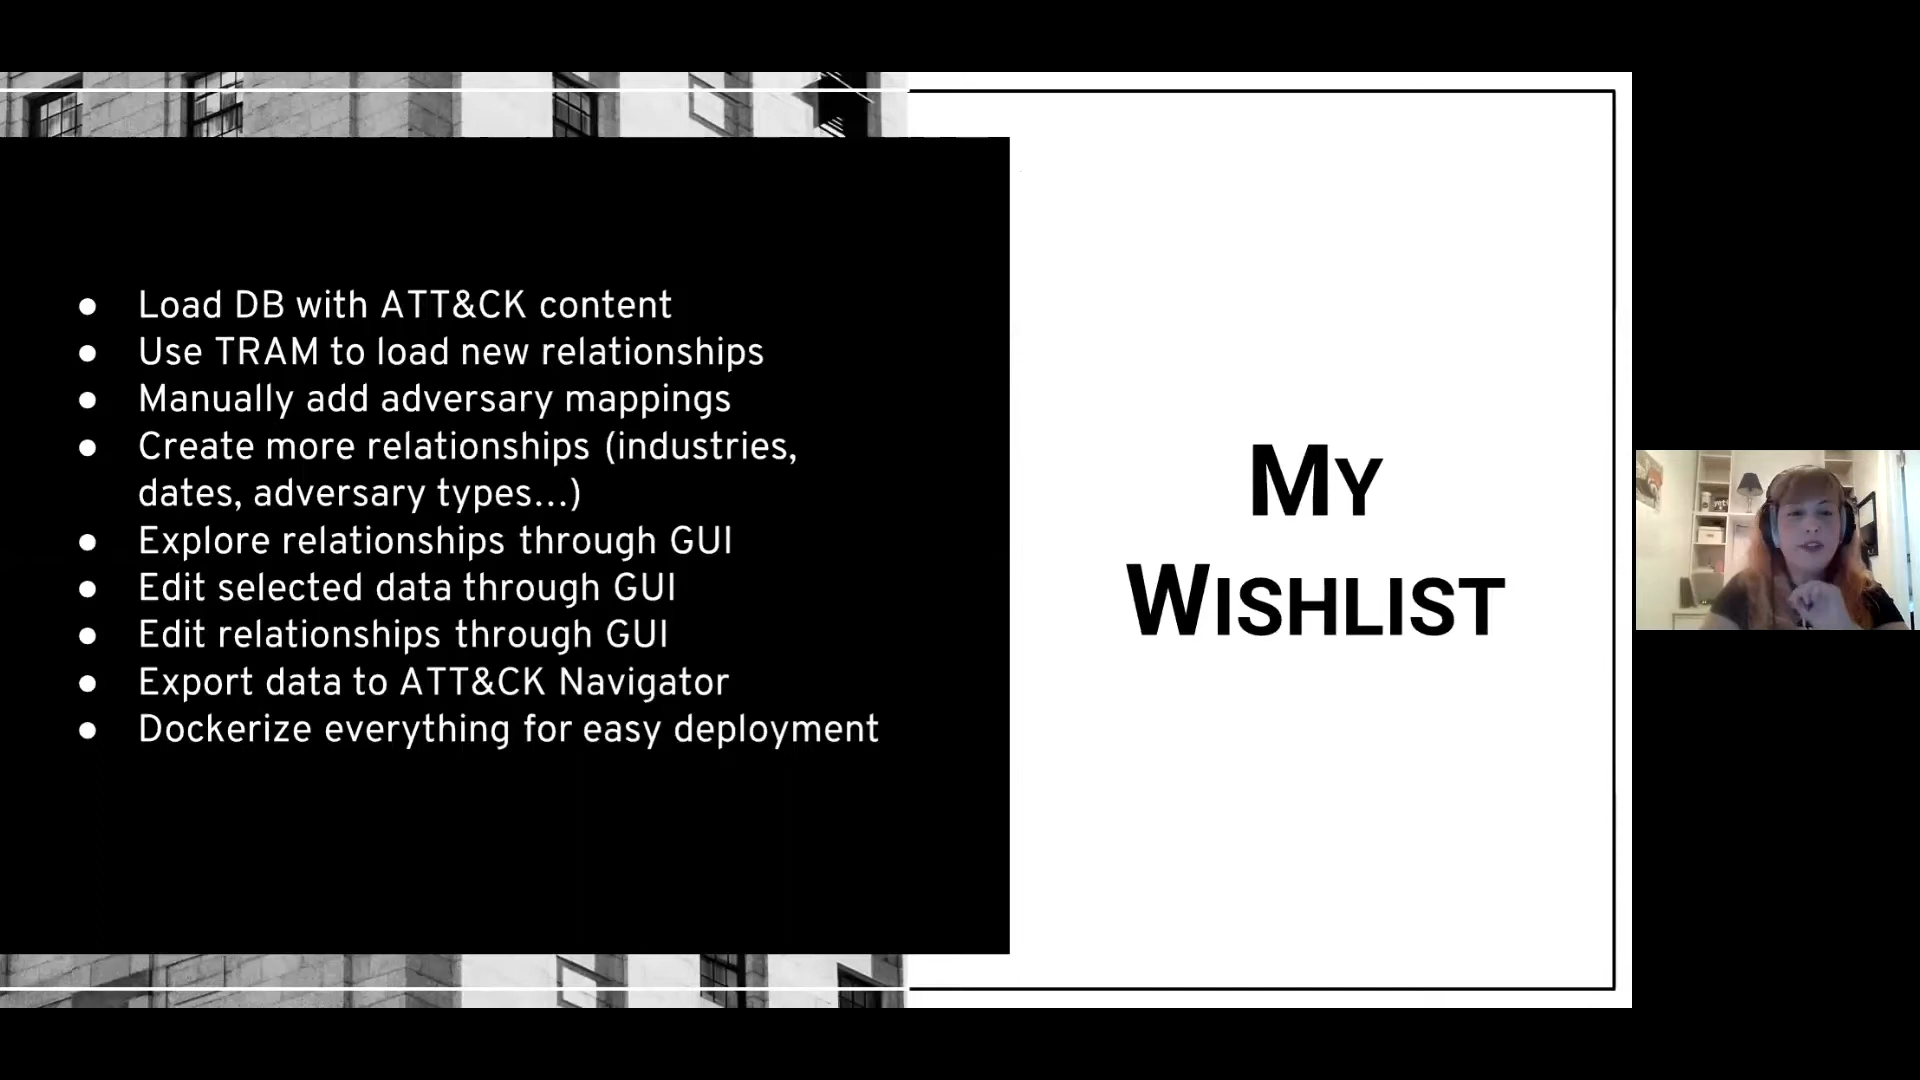 ● Load DB with ATT&CK content
● Use TRAM to load new relationships
● Manually add adversary mappings
● Create more relationships (industries,
dates, adversary types...)
● Explore relationships through GUI
● Edit selected data through GUI
● Edit relationships through GUI
● Export data to ATT&CK Navigator
● Dockerize everything for easy deployment
MY
WISHLIST